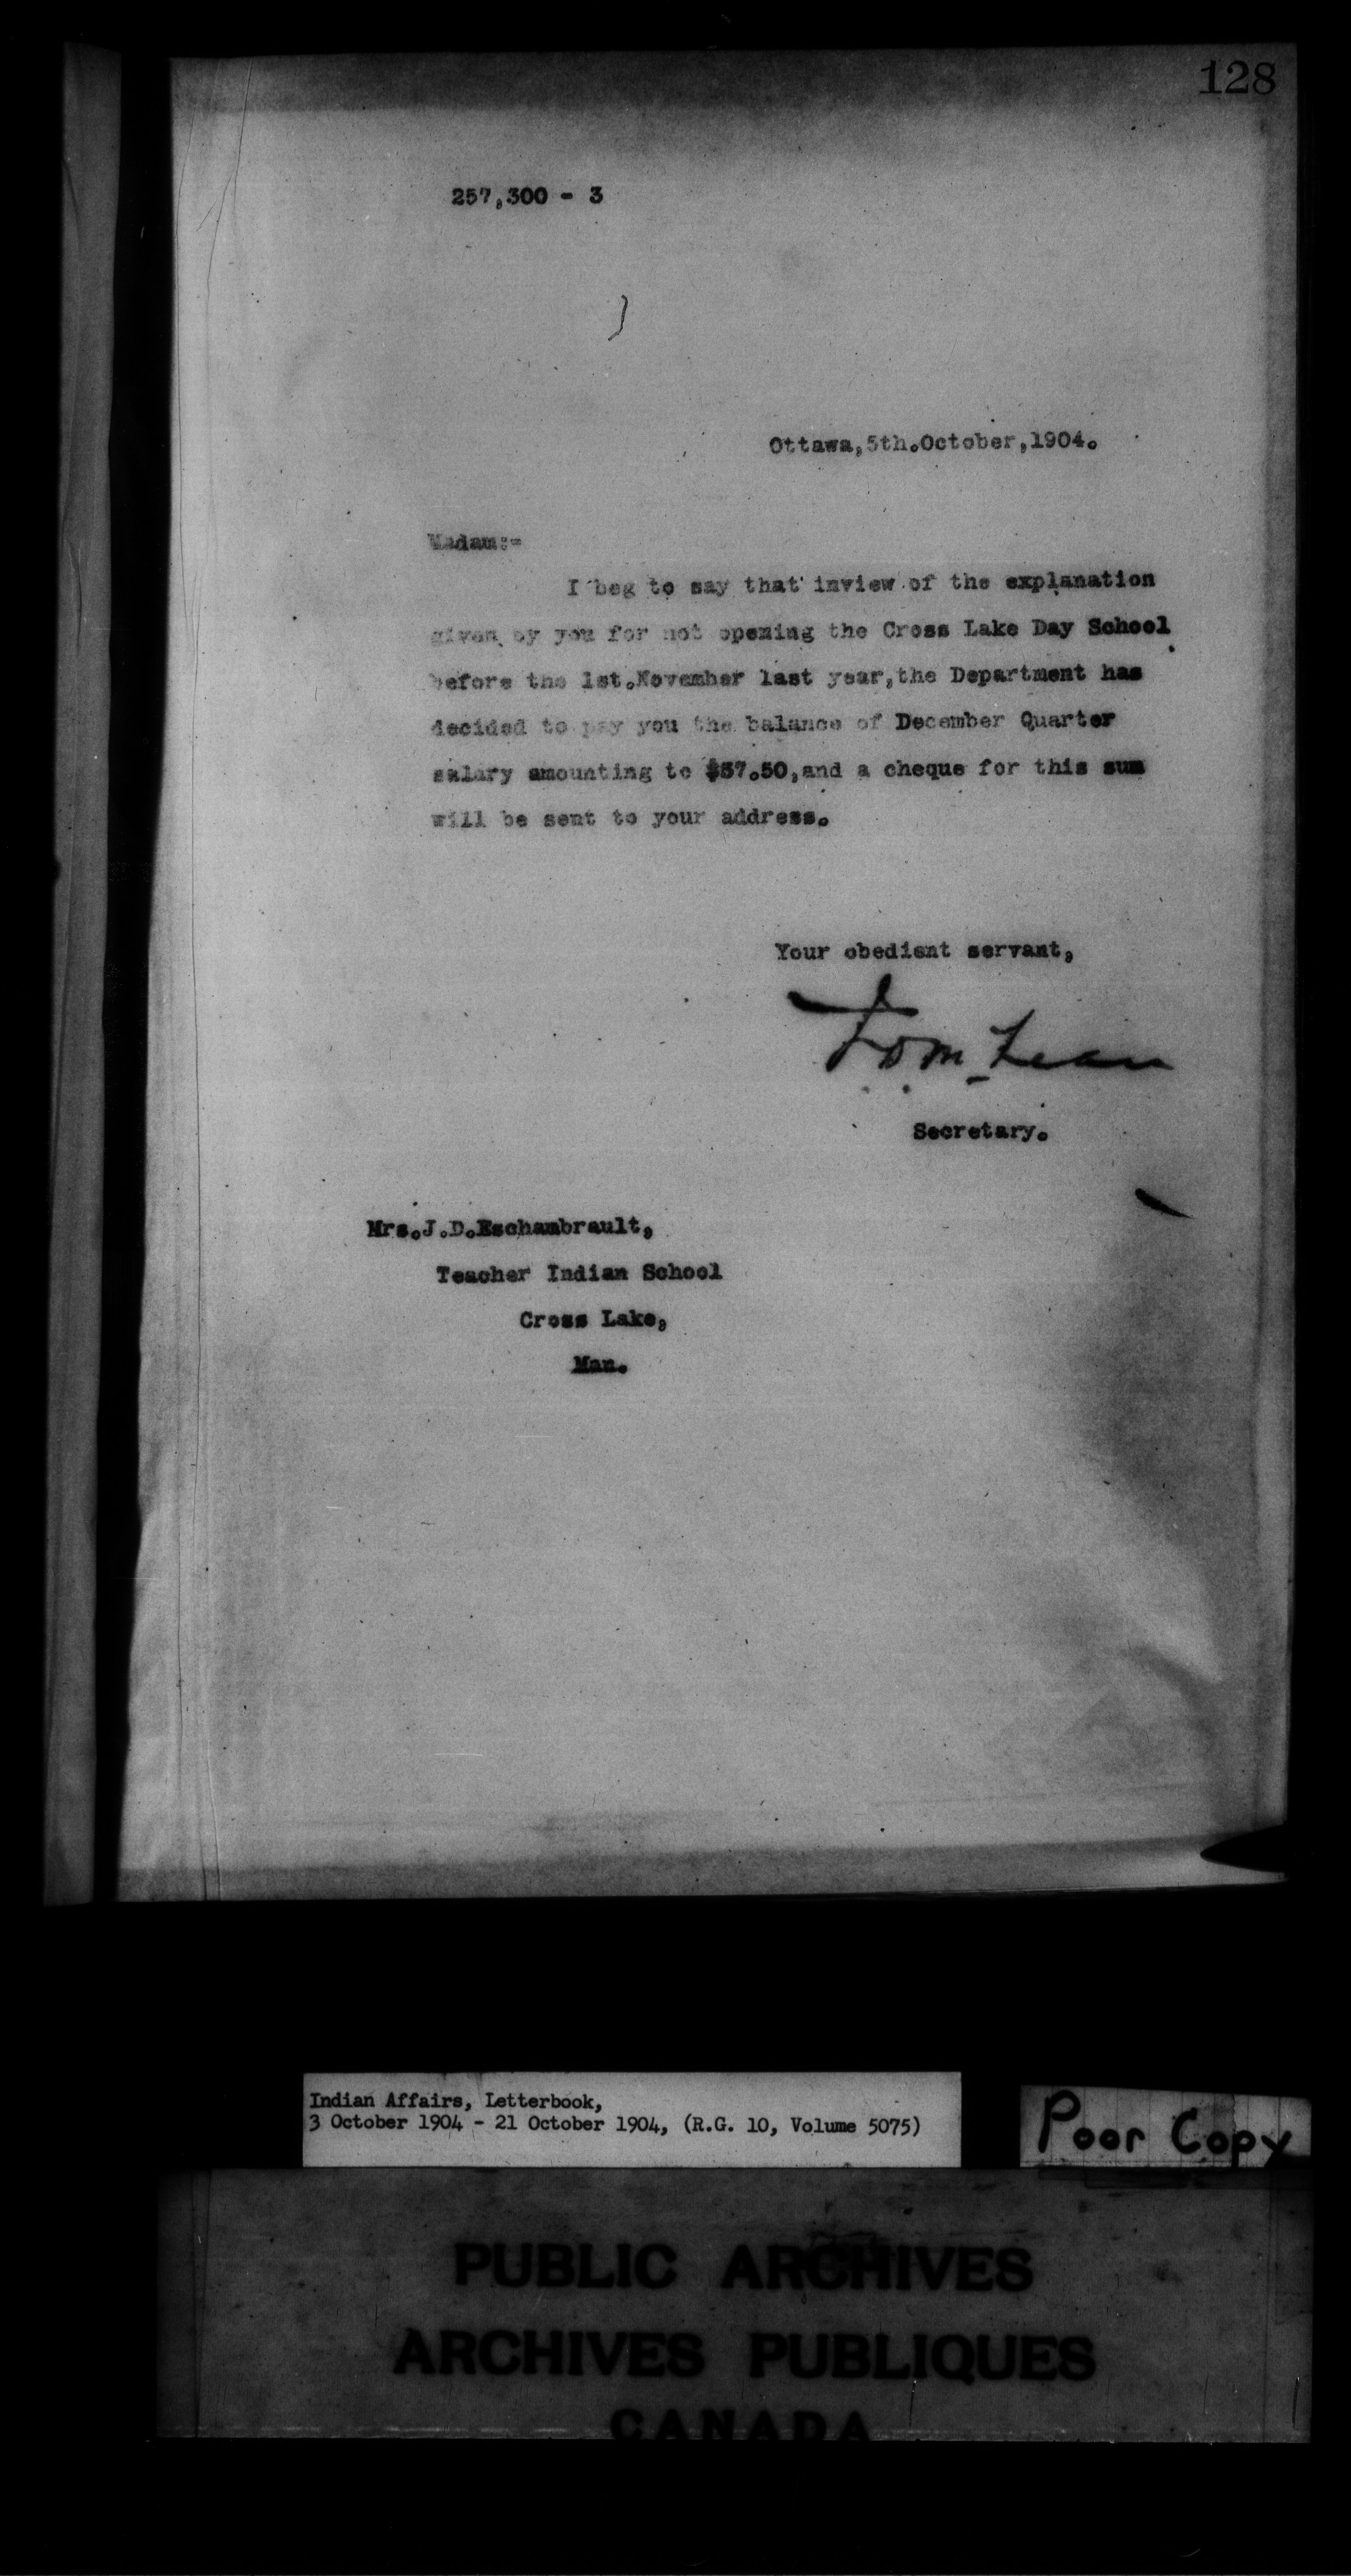 128
257,300 - 3
Ottawa,5th.October,1904.
Madam:-
I beg to say that inview of the explanation
given by you for not opening the Cross Lake Day School
before the 1st.November last year,the Department has
decided to pay you the balance of December Quarter
salary amounting to $37.50,and a cheque for this sum
will be sent to your address.
Your obedient servant,
Secretary.
Mrs.J.D.Eschambrault,
Teacher Indian School
Cross Lake,
Man.
Indian Affairs, Letterbook,
3 October 1904 - 21 October 1904, (R.G. 10, Volume 5075)
Poor Copy
PUBLIC ARCHIVES
ARCHIVES PUBLIQUES
CANADA